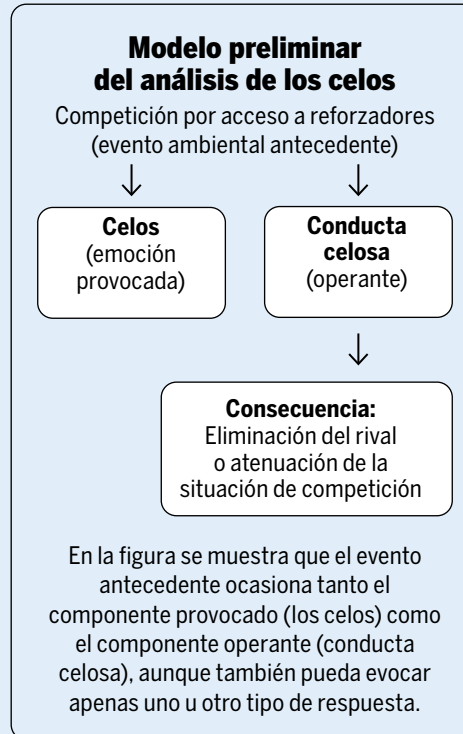 Modelo preliminar
del análisis de los celos
Competición por acceso a reforzadores
(evento ambiental antecedente)
Celos
(emoción
provocada)
Conducta
celosa
(operante)
Consecuencia:
Eliminación del rival
o atenuación de la
situación de competición
En la figura se muestra que el evento
antecedente ocasiona tanto el
componente provocado (los celos) como
el componente operante (conducta
celosa), aunque también pueda evocar
apenas uno u otro tipo de respuesta.